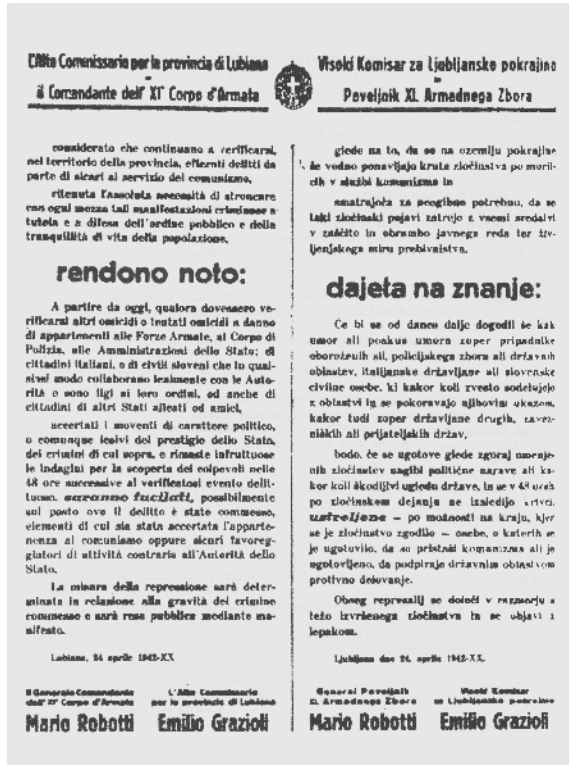 L'Alto Commissario per la provincia di Lubiana
e
il Comandante dell' XI° Corpo d'Armata
considerato che continuano a verificarsi,
nel territorio della provincia, efferati delitti da
parte di sicari al servizio del comunismo,
ritenuta l'assoluta necessità di stroncare
con ogni mezzo tali manifestazioni criminose a
tutela e a difesa dell'ordine pubblico e della
tranquillità di vita della popolazione,
rendono noto:
A partire da oggi, qualora dovessero ve-
rificarsi altri omicidi o tentati omicidi a danno
di appartenenti alle Forze Armate, al Corpo di
Polizia, alle Amministrazioni dello Stato; di
cittadini italiani, o di civili sloveni che in qual-
siasi modo collaborano lealmente con le Auto-
rità o sono ligi ai loro ordini, od anche di
cittadini di altri Stati alleati od amici,
accertati i moventi di carattere politico,
o comunque lesivi del prestigio dello Stato,
dei crimini di cui sopra, e rimaste infruttuose
le indagini per la scoperta dei colpevoli nelle
48 ore successive al verificatosi evento delit-
tuoso, saranno fucilati, possibilmente
sul posto ove il delitto è stato commesso,
elementi di cui sia stata accertata l'apparte-
nenza al comunismo oppure sicuri favoreg-
giatori di attività contraria all'Autorità dello
Stato.
La misura della repressione sarà deter-
minata in relazione alla gravità del crimine
commesso e sarà resa pubblica mediante ma-
nifesto.
Lubiana, 24 aprile 1942-XX
Il Generale Comandante
dell' XI° Corpo d'Armata
Mario Robotti
L'Alto Commissario
per la provincia di Lubiana
Emilio Grazioli
Visoki Komisar za Ljubljansko pokrajino
in
Poveljnik XI. Armadnega Zbora
glede na to, da se na ozemlju pokrajine
še vedno ponavljajo kruta zločinstva po moril-
cih v službi komunizma in
smatrajoč za neogibno potrebno, da se
taki zločinski pojavi zatrejo z vsemi sredstvi
v zaščito in obrambo javnega reda ter živ-
ljenjskega miru prebivalstva,
dajeta na znanje:
Če bi se od danes dalje dogodil še kak
umor ali poskus umora zoper pripadnike
oboroženih sil, policijskega zbora ali državnih
oblastev, italijanske državljane ali slovenske
civilne osebe, ki kakor koli zvesto sodelujejo
z oblastvi in se pokoravajo njihovim ukazom,
kakor tudi zoper državljane drugih, zavez-
niških ali prijateljskih držav,
bodo, če se ugotove glede zgoraj omenje-
nih zločinstev nagibi politične narave ali ka-
kor koli škodljivi ugledu države, in se v 48 urah
po zločinskem dejanju ne izsledijo krivci,
ustreljene – po možnosti na kraju, kjer
se je zločinstvo zgodilo – osebe, o katerih se
je ugotovilo, da so pristaši komunizma ali je
ugotovljeno, da podpirajo državnim oblastvom
protivno delovanje.
Obseg represalij se določi v razmerju s
težo izvršenega zločinstva in se objavi z
lepakom.
Ljubljana dne 24. aprila 1942-XX.
General Poveljnik
XI. Armadnega Zbora
Mario Robotti
Visoki Komisar
za Ljubljansko pokrajino
Emilio Grazioli